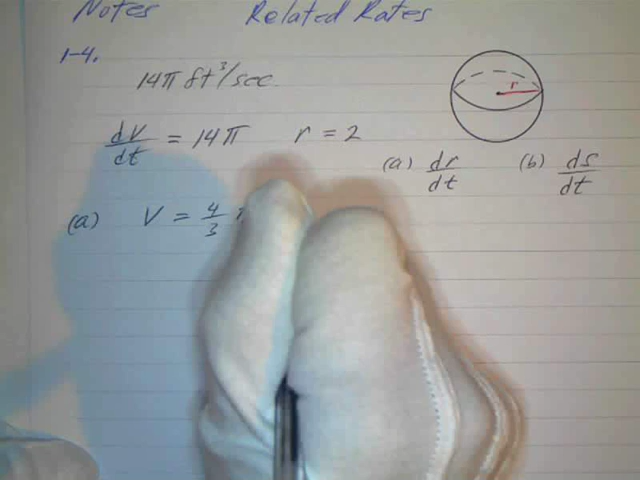 Notes Related Rates
1-4.
14π ft³/sec
r
dV/dt = 14π r = 2
(a) dr/dt (b) ds/dt
(a) V = 4/3